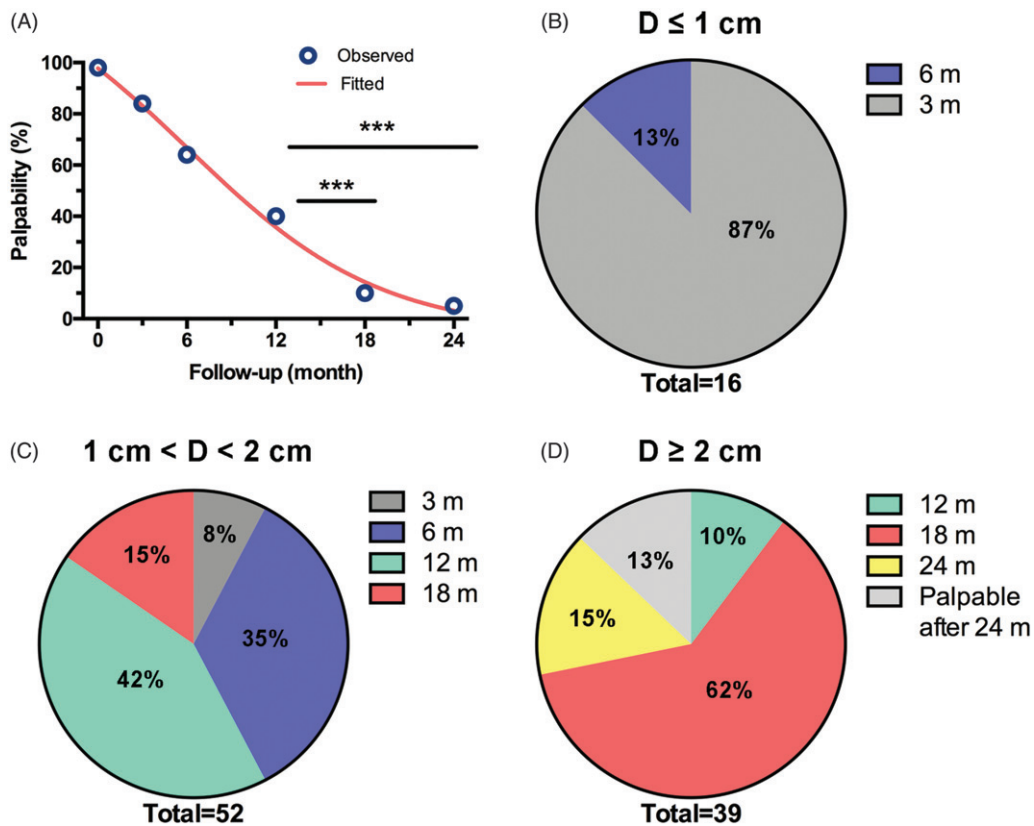 (A)
Observed
Fitted
***
***
100
80
60
40
20
0
Palpability (%)
0
6
12
18
24
Follow-up (month)
(B)
D ≤ 1 cm
13%
87%
6 m
3 m
Total=16
(C)
1 cm < D < 2 cm
8%
15%
35%
42%
3 m
6 m
12 m
18 m
Total=52
(D)
D ≥ 2 cm
10%
13%
15%
62%
12 m
18 m
24 m
Palpable
after 24 m
Total=39